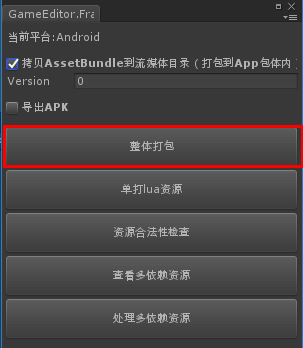 GameEditor.Fra
当前平台:Android
拷贝AssetBundle到流媒体目录（打包到App包体内）
Version 0
导出APK
整体打包
单打lua资源
资源合法性检查
查看多依赖资源
处理多依赖资源